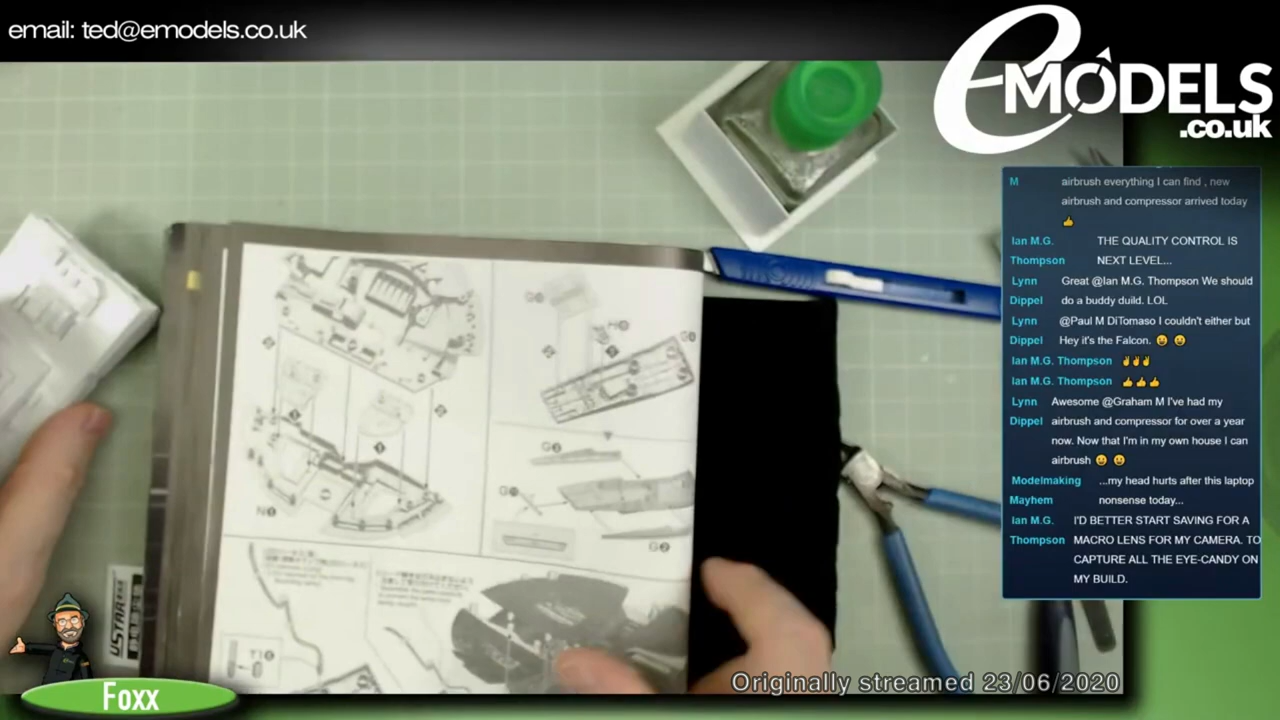 email: ted@emodels.co.uk
eMODELS
.co.uk
M airbrush everything I can find , new
airbrush and compressor arrived today
👍
Ian M.G. THE QUALITY CONTROL IS
Thompson NEXT LEVEL...
Lynn Great @Ian M.G. Thompson We should
Dippel do a buddy duild. LOL
Lynn @Paul M DiTomaso I couldn't either but
Dippel Hey it's the Falcon. 😀 😀
Ian M.G. Thompson ✌✌✌
Ian M.G. Thompson 👍👍👍
Lynn Awesome @Graham M I've had my
Dippel airbrush and compressor for over a year
now. Now that I'm in my own house I can
airbrush 😀 😀
Modelmaking ...my head hurts after this laptop
Mayhem nonsense today...
Ian M.G. I'D BETTER START SAVING FOR A
Thompson MACRO LENS FOR MY CAMERA. TO
CAPTURE ALL THE EYE-CANDY ON
MY BUILD.
USTAR
Foxx
Originally streamed 23/06/2020